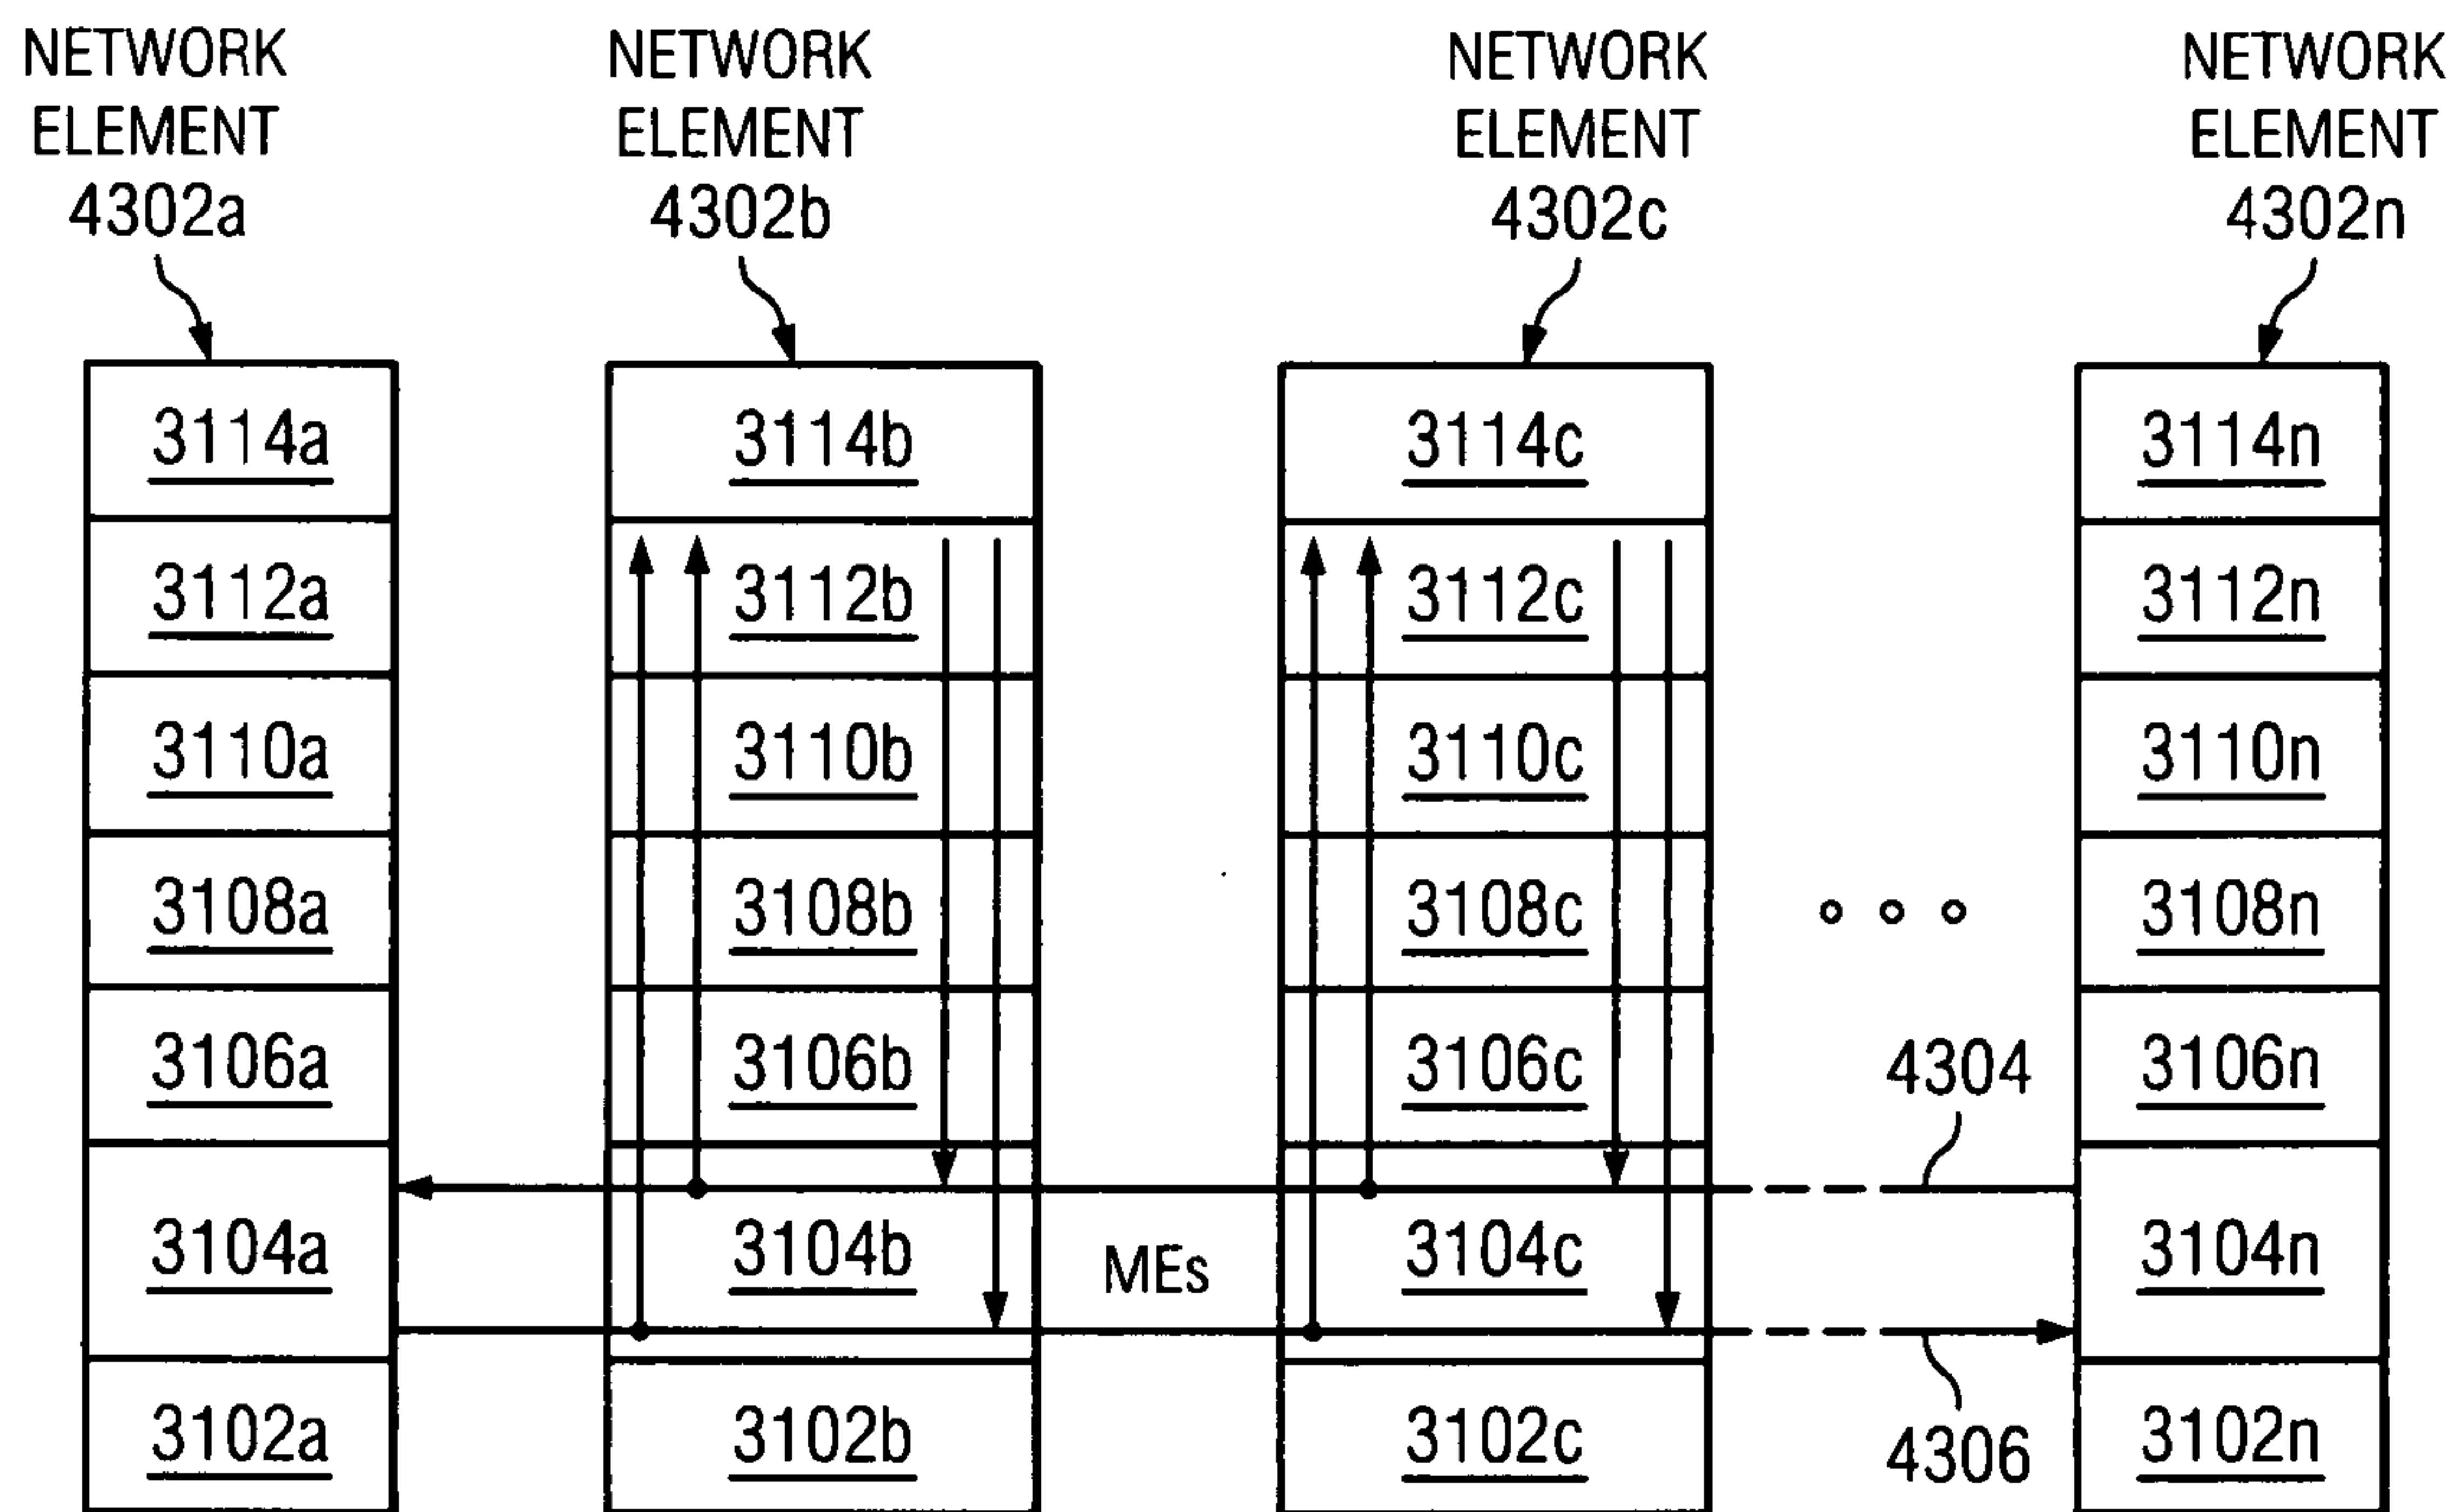 NETWORK
ELEMENT
4302a
NETWORK
ELEMENT
4302b
NETWORK
ELEMENT
4302c
NETWORK
ELEMENT
4302n
3114a
3114b
3114c
3114n
3112a
3112b
3112c
3112n
3110a
3110b
3110c
3110n
3108a
3108b
3108c
3108n
3106a
3106b
3106c
4304
3106n
3104a
3104b
MEs
3104c
3104n
3102a
3102b
3102c
4306
3102n